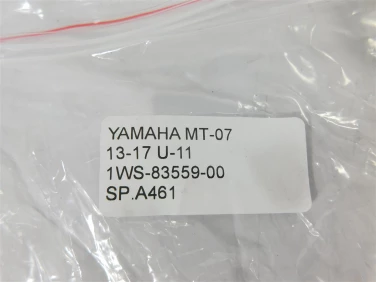 YAMAHA MT-07
13-17 U-11
1WS-83559-00
SP.A461